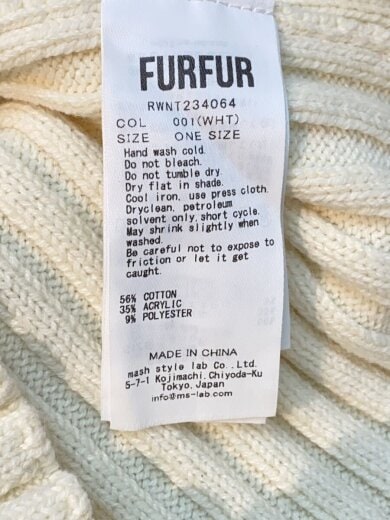 FURFUR
RWNT234064
COL 001(WHT)
SIZE ONE SIZE
Hand wash cold.
Do not bleach.
Do not tumble dry
Dry flat in shade.
Cool iron, use press cloth.
Dryclean, petroleum
solvent only, short cycle.
May shrink slightly when
washed.
Be careful not to expose to
friction or let it get
caught.
56% COTTON
35% ACRYLIC
9% POLYESTER
MADE IN CHINA
mash style lab Co.,Ltd.
5-7-1 Kojimachi,Chiyoda-Ku
Tokyo,Japan
info@ms-lab.com